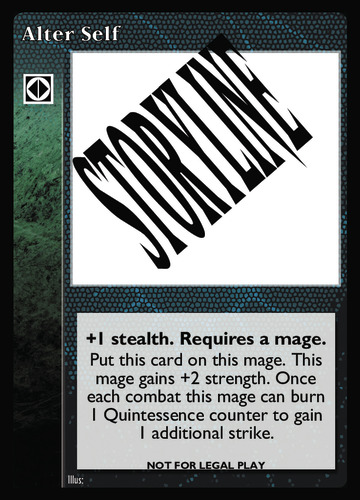 Alter Self
STORYLINE
+1 stealth. Requires a mage.
Put this card on this mage. This
mage gains +2 strength. Once
each combat this mage can burn
1 Quintessence counter to gain
1 additional strike.
NOT FOR LEGAL PLAY
Illus: